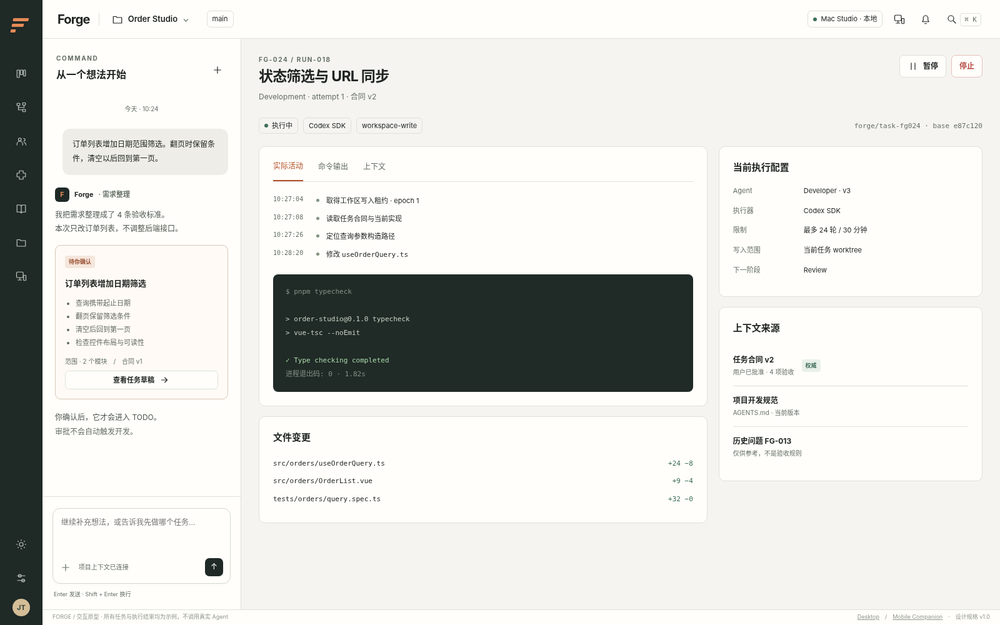 Forge
Order Studio
main
Mac Studio · 本地
⌘ K
COMMAND
从一个想法开始
今天 · 10:24
订单列表增加日期范围筛选。翻页时保留条
件，清空以后回到第一页。
F
Forge · 需求整理
我把需求整理成了 4 条验收标准。
本次只改订单列表，不调整后端接口。
待你确认
订单列表增加日期筛选
• 查询携带起止日期
• 翻页保留筛选条件
• 清空后回到第一页
• 检查控件布局与可读性
范围 · 2 个模块 / 合同 v1
查看任务草稿 →
你确认后，它才会进入 TODO。
审批不会自动触发开发。
继续补充想法，或告诉我先做哪个任务...
项目上下文已连接
Enter 发送 · Shift + Enter 换行
JT
FG-024 / RUN-018
状态筛选与 URL 同步
Development · attempt 1 · 合同 v2
暂停
停止
执行中
Codex SDK
workspace-write
forge/task-fg024 · base e87c120
实际活动
命令输出
上下文
10:27:04 取得工作区写入租约 · epoch 1
10:27:08 读取任务合同与当前实现
10:27:26 定位查询参数构造路径
10:28:20 修改 useOrderQuery.ts
$ pnpm typecheck
> order-studio@0.1.0 typecheck
> vue-tsc --noEmit
✓ Type checking completed
进程退出码: 0 · 1.82s
文件变更
src/orders/useOrderQuery.ts +24 −8
src/orders/OrderList.vue +9 −4
tests/orders/query.spec.ts +32 −0
当前执行配置
Agent Developer · v3
执行器 Codex SDK
限制 最多 24 轮 / 30 分钟
写入范围 当前任务 worktree
下一阶段 Review
上下文来源
任务合同 v2
用户已批准 · 4 项验收
权威
项目开发规范
AGENTS.md · 当前版本
历史问题 FG-013
仅供参考，不是验收规则
FORGE / 交互原型 · 所有任务与执行结果均为示例，不调用真实 Agent
Desktop / Mobile Companion · 设计规格 v1.0